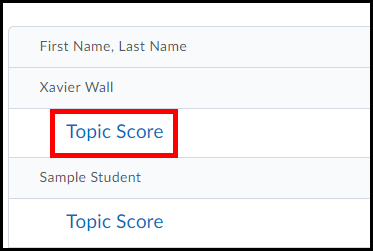 First Name, Last Name
Xavier Wall
Topic Score
Sample Student
Topic Score